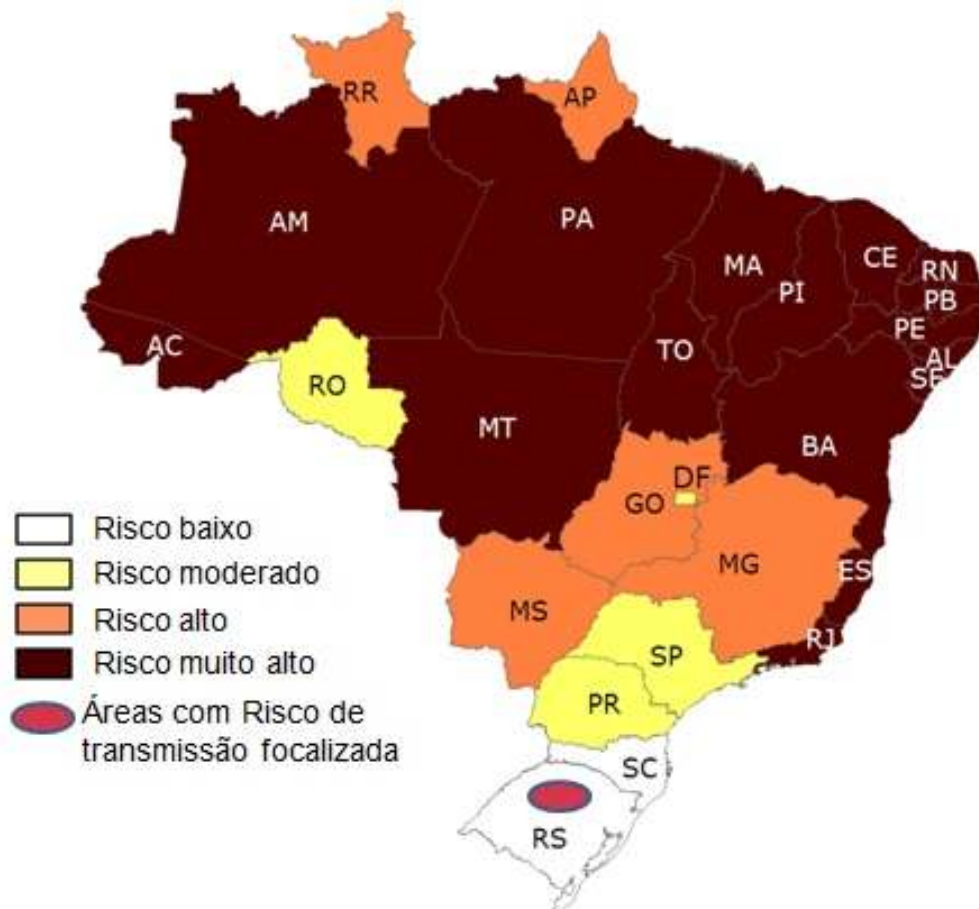 RR
AP
AM
PA
MA
CE
RN
PI
PB
PE
AC
TO
AL
SE
RO
MT
BA
DF
GO
Risco baixo
Risco moderado
MG
ES
MS
Risco alto
RJ
Risco muito alto
SP
PR
Áreas com Risco de
transmissão focalizada
SC
RS